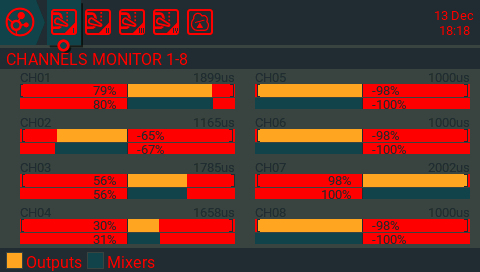 13 Dec
18:18
CHANNELS MONITOR 1-8
CH01 1899us
79%
80%
CH02 1165us
-65%
-67%
CH03 1785us
56%
56%
CH04 1658us
30%
31%
CH05 1000us
-98%
-100%
CH06 1000us
-98%
-100%
CH07 2002us
98%
100%
CH08 1000us
-98%
-100%
Outputs Mixers